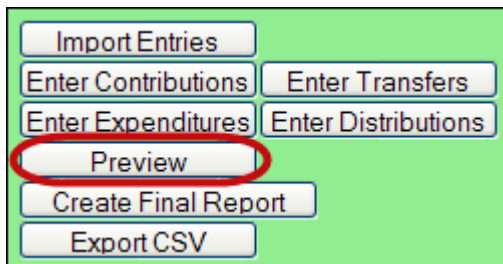 Import Entries
Enter Contributions Enter Transfers
Enter Expenditures Enter Distributions
Preview
Create Final Report
Export CSV